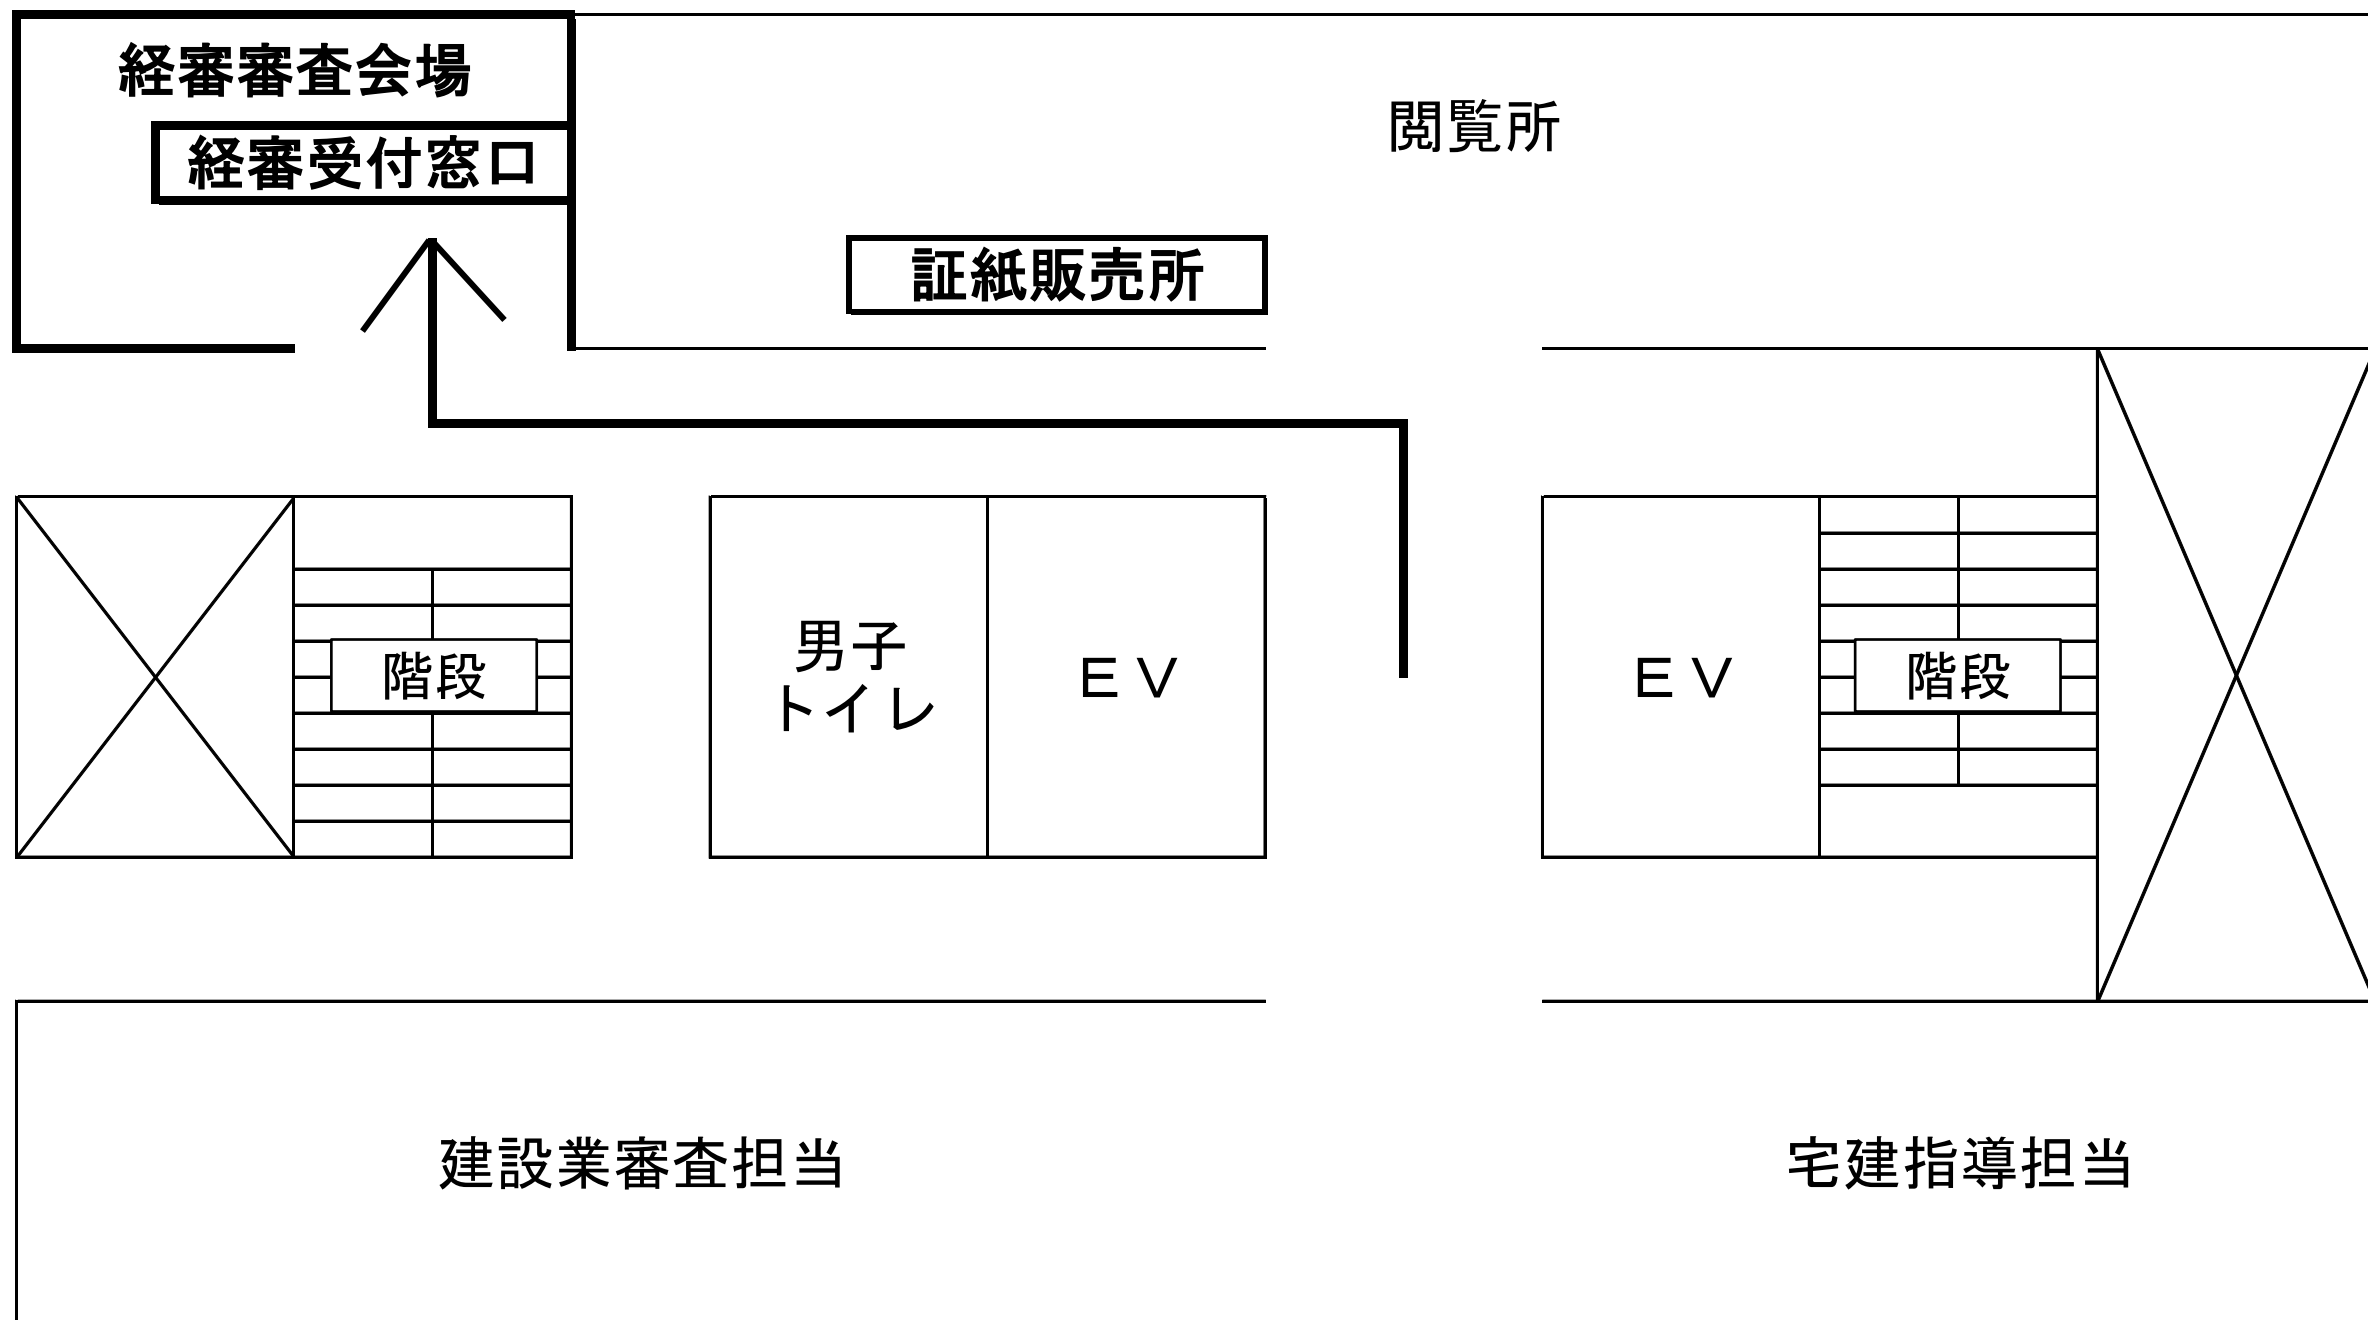 経審審査会場
閲覧所
経審受付窓口
証紙販売所
男子
トイレ
ＥＶ
ＥＶ
階段
階段
建設業審査担当
宅建指導担当